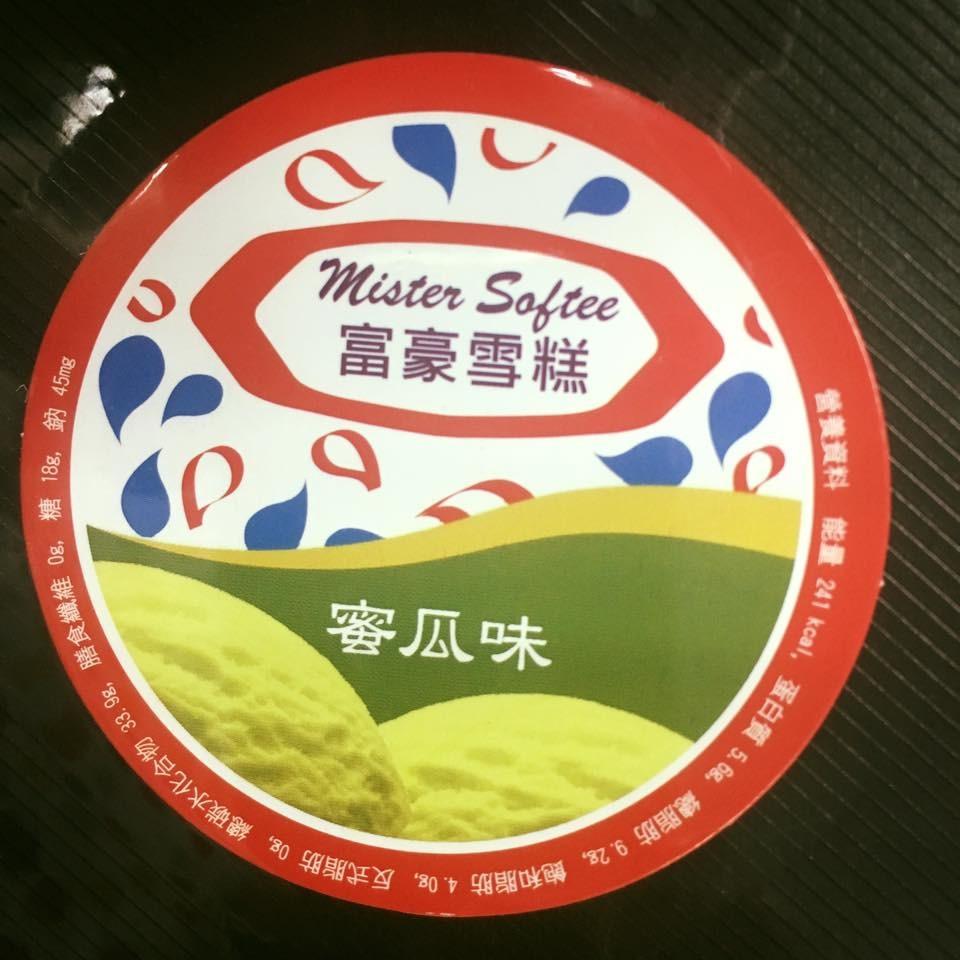 Mister Softee
富豪雪糕
蜜瓜味
營養資料 能量 241 kcal, 蛋白質 5.6g, 總脂肪 9.2g, 飽和脂肪 4.0g, 反式脂肪 0g, 總碳水化合物 33.9g, 膳食纖維 0g, 糖 18g, 鈉 45mg